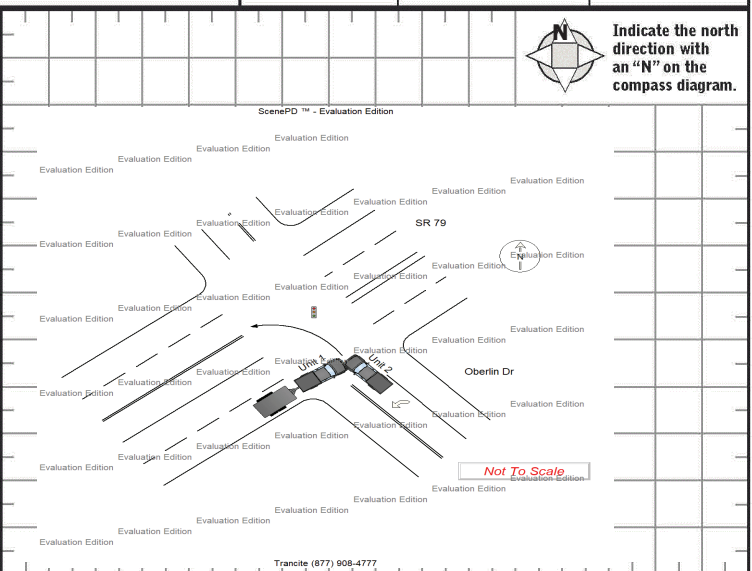 N
Indicate the north
direction with
an “N” on the
compass diagram.
ScenePD ™ - Evaluation Edition
Evaluation Edition
Evaluation Edition
Evaluation Edition
Evaluation Edition
Evaluation Edition
Evaluation Edition
Evaluation Edition
Evaluation Edition
Evaluation Edition
SR 79
Evaluation Edition
Evaluation Edition
N
Evaluation Edition
Evaluation Edition
Evaluation Edition
Evaluation Edition
Evaluation Edition
Evaluation Edition
Evaluation Edition
Evaluation Edition
Evaluation Edition
Evaluation Edition
Unit 1
Unit 2
Oberlin Dr
Evaluation Edition
Evaluation Edition
Evaluation Edition
Evaluation Edition
Evaluation Edition
Evaluation Edition
Evaluation Edition
Evaluation Edition
Not To Scale
Evaluation Edition
Evaluation Edition
Evaluation Edition
Evaluation Edition
Evaluation Edition
Evaluation Edition
Evaluation Edition
Trancite (877) 908-4777